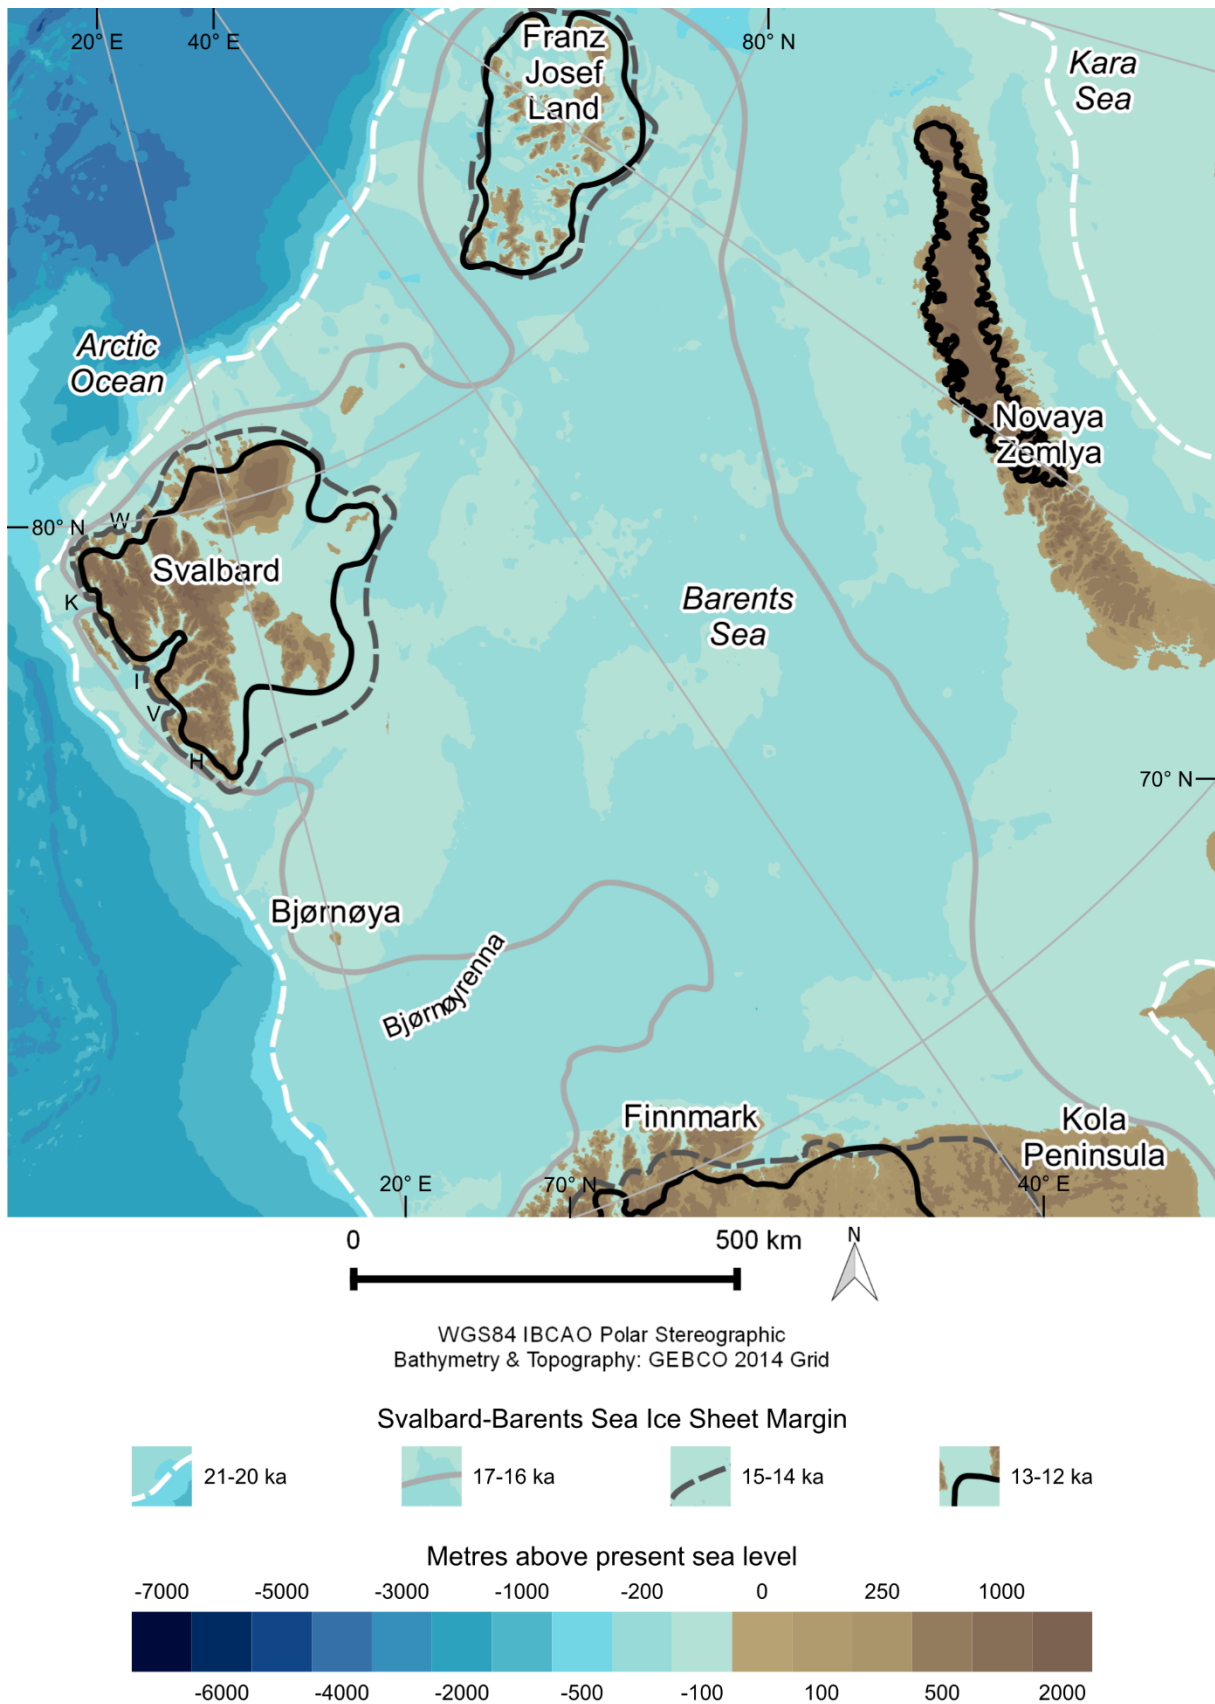 20° E
40° E
80° N
Franz
Josef
Land
Kara
Sea
Arctic
Ocean
Novaya
Zemlya
80° N
W
Svalbard
K
Barents
Sea
I
V
H
70° N
Bjørnøya
Bjørnøyrenna
Finnmark
Kola
Peninsula
20° E
70° N
40° E
0
500 km
N
WGS84 IBCAO Polar Stereographic
Bathymetry & Topography: GEBCO 2014 Grid
Svalbard-Barents Sea Ice Sheet Margin
21-20 ka
17-16 ka
15-14 ka
13-12 ka
Metres above present sea level
-7000 -5000 -3000 -1000 -200 0 250 1000
-6000 -4000 -2000 -500 -100 100 500 2000